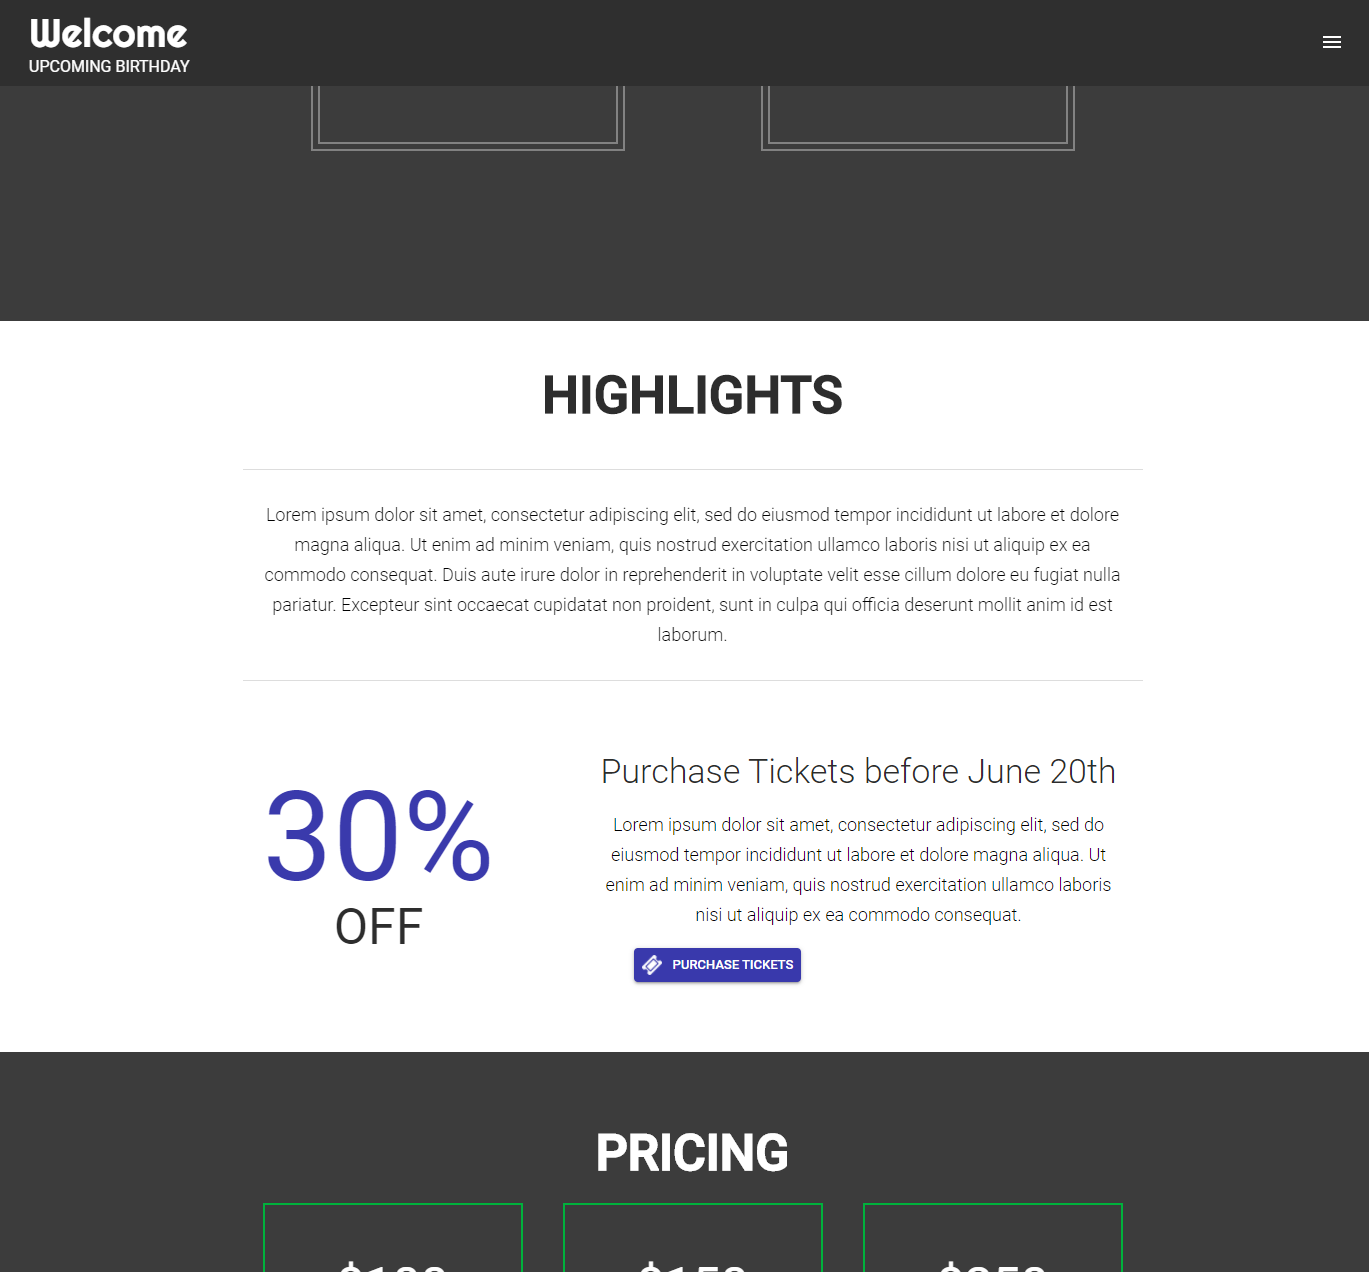 Welcome
UPCOMING BIRTHDAY
HIGHLIGHTS
Lorem ipsum dolor sit amet, consectetur adipiscing elit, sed do eiusmod tempor incididunt ut labore et dolore
magna aliqua. Ut enim ad minim veniam, quis nostrud exercitation ullamco laboris nisi ut aliquip ex ea
commodo consequat. Duis aute irure dolor in reprehenderit in voluptate velit esse cillum dolore eu fugiat nulla
pariatur. Excepteur sint occaecat cupidatat non proident, sunt in culpa qui officia deserunt mollit anim id est
laborum.
30%
OFF
Purchase Tickets before June 20th
Lorem ipsum dolor sit amet, consectetur adipiscing elit, sed do
eiusmod tempor incididunt ut labore et dolore magna aliqua. Ut
enim ad minim veniam, quis nostrud exercitation ullamco laboris
nisi ut aliquip ex ea commodo consequat.
PURCHASE TICKETS
PRICING